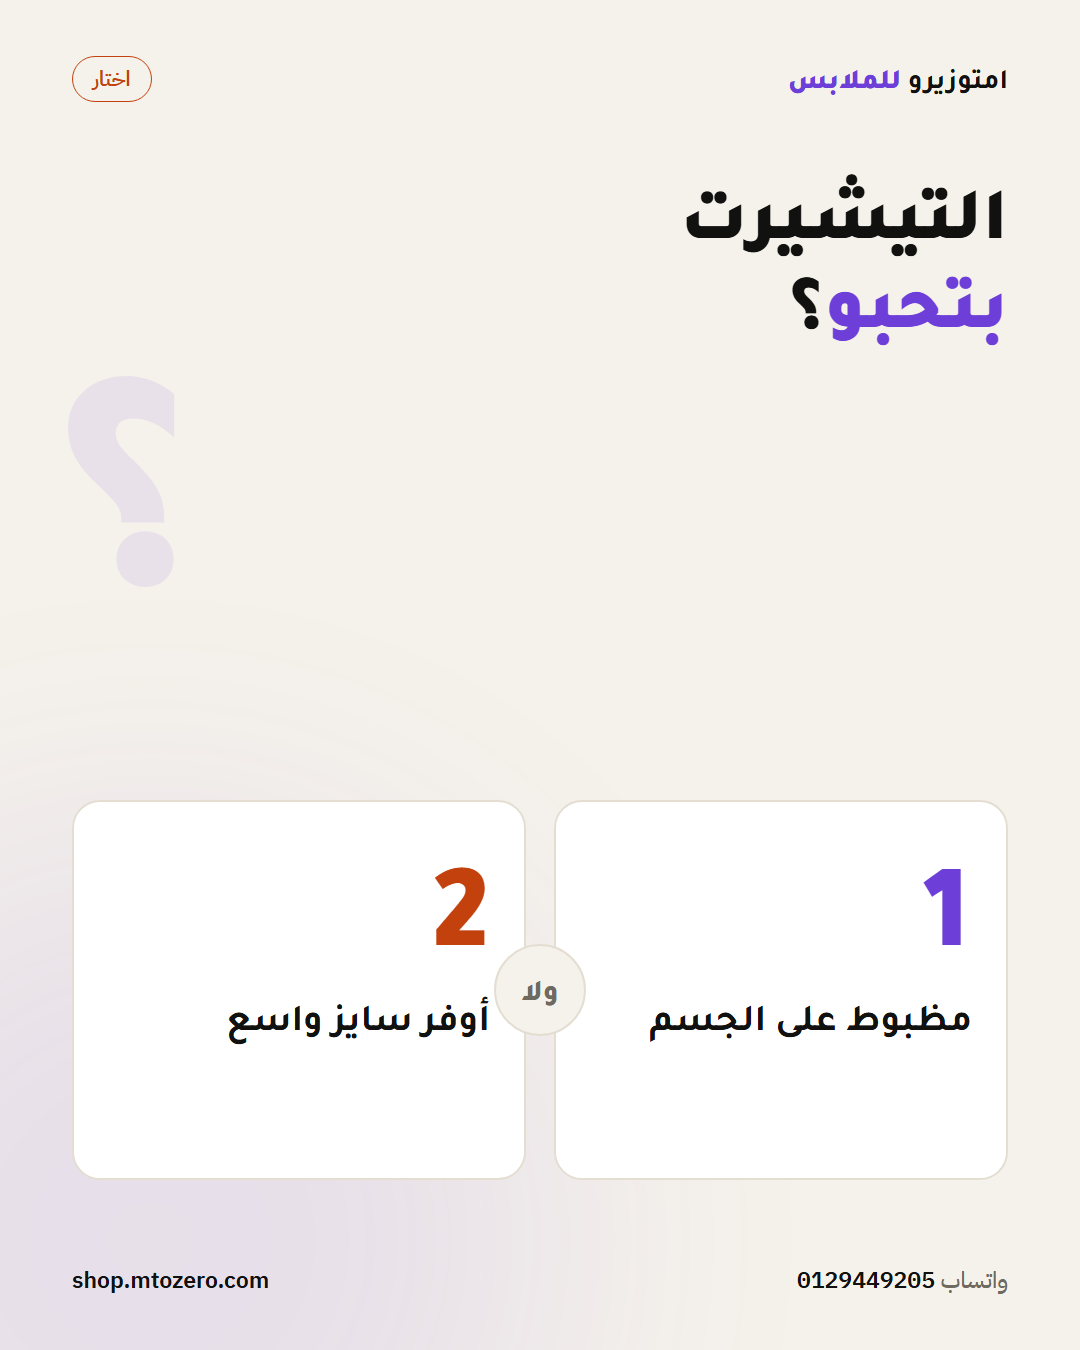 امتوزيرو للملابس
اختار
التيشيرت
بتحبو؟
؟
1
مظبوط على الجسم
ولا
2
أوفر سايز واسع
واتساب 0129449205
shop.mtozero.com